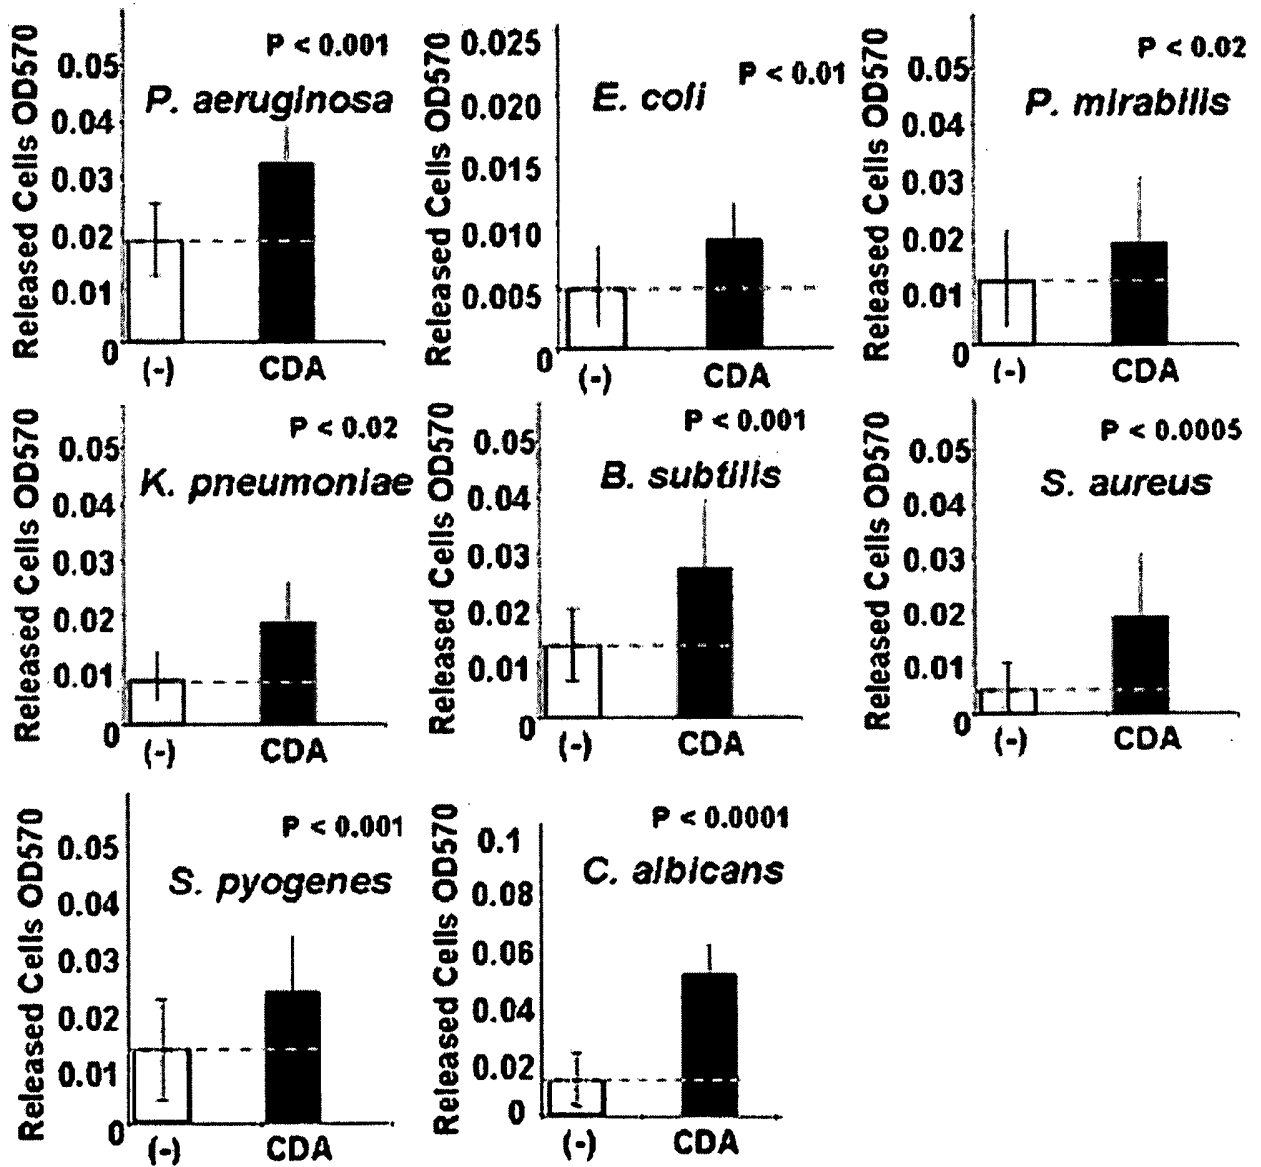 Released Cells OD570
P < 0.001
P. aeruginosa
0.05
0.04
0.03
0.02
0.01
0
(-) CDA
Released Cells OD570
P < 0.01
E. coli
0.025
0.020
0.015
0.010
0.005
0
(-) CDA
Released Cells OD570
P < 0.02
P. mirabilis
0.05
0.04
0.03
0.02
0.01
0
(-) CDA
Released Cells OD570
P < 0.02
K. pneumoniae
0.05
0.04
0.03
0.02
0.01
0
(-) CDA
Released Cells OD570
P < 0.001
B. subtilis
0.05
0.04
0.03
0.02
0.01
0
(-) CDA
Released Cells OD570
P < 0.0005
S. aureus
0.05
0.04
0.03
0.02
0.01
0
(-) CDA
Released Cells OD570
P < 0.001
S. pyogenes
0.05
0.04
0.03
0.02
0.01
0
(-) CDA
Released Cells OD570
P < 0.0001
C. albicans
0.1
0.08
0.06
0.04
0.02
0
(-) CDA